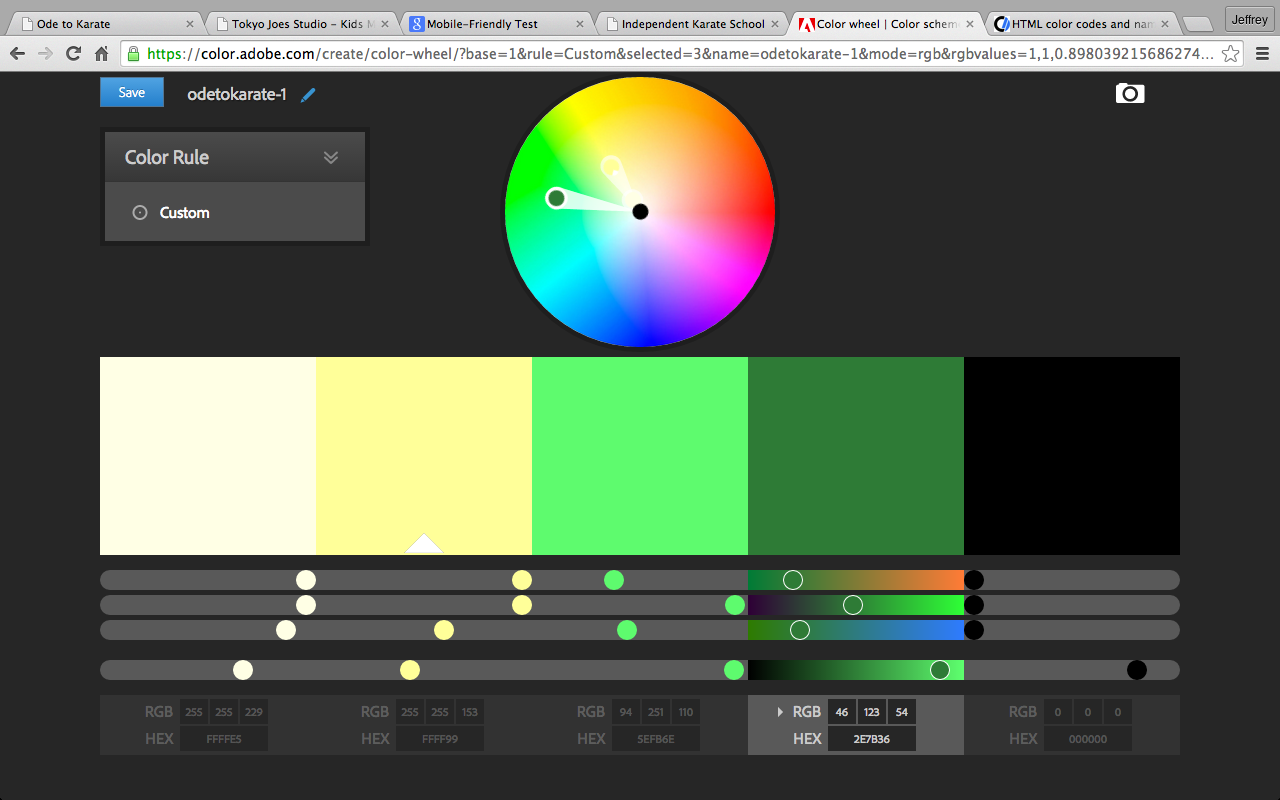 Ode to Karate
Tokyo Joes Studio – Kids M
Mobile-Friendly Test
Independent Karate School
Color wheel | Color schem
HTML color codes and nam
Jeffrey
https://color.adobe.com/create/color-wheel/?base=1&rule=Custom&selected=3&name=odetokarate-1&mode=rgb&rgbvalues=1,1,0.898039215686274...
Save
odetokarate-1
Color Rule
Custom
RGB 255 255 229
HEX FFFFE5
RGB 255 255 153
HEX FFFF99
RGB 94 251 110
HEX 5EFB6E
RGB 46 123 54
HEX 2E7B36
RGB 0 0 0
HEX 000000